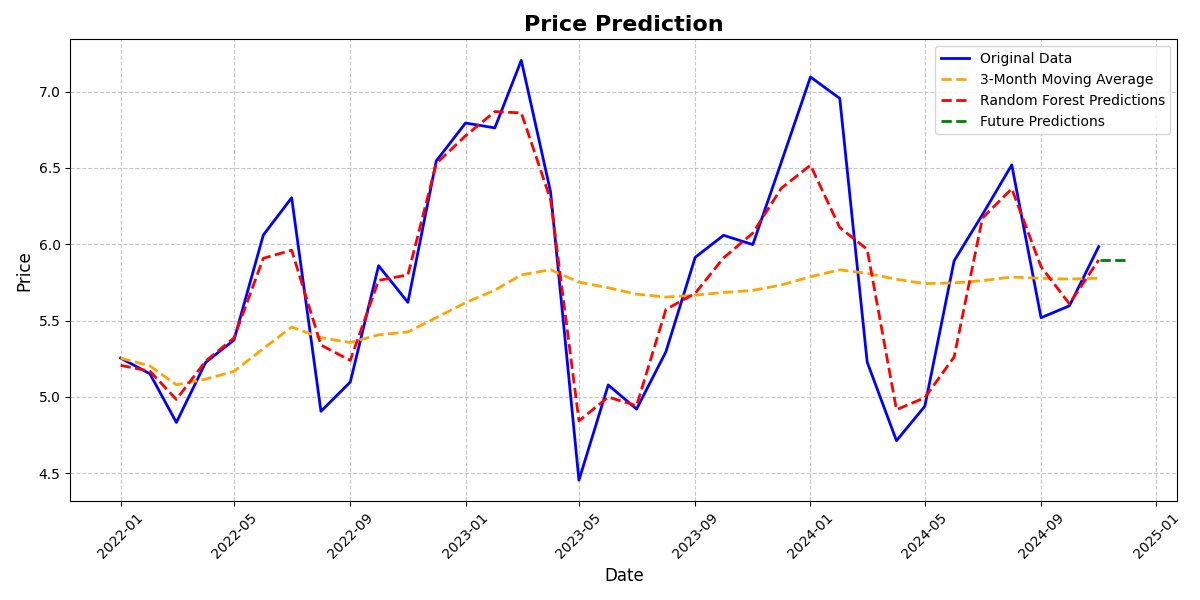 Price Prediction
Original Data
3-Month Moving Average
Random Forest Predictions
Future Predictions
Price
7.0
6.5
6.0
5.5
5.0
4.5
2022-01
2022-05
2022-09
2023-01
2023-05
2023-09
2024-01
2024-05
2024-09
2025-01
Date